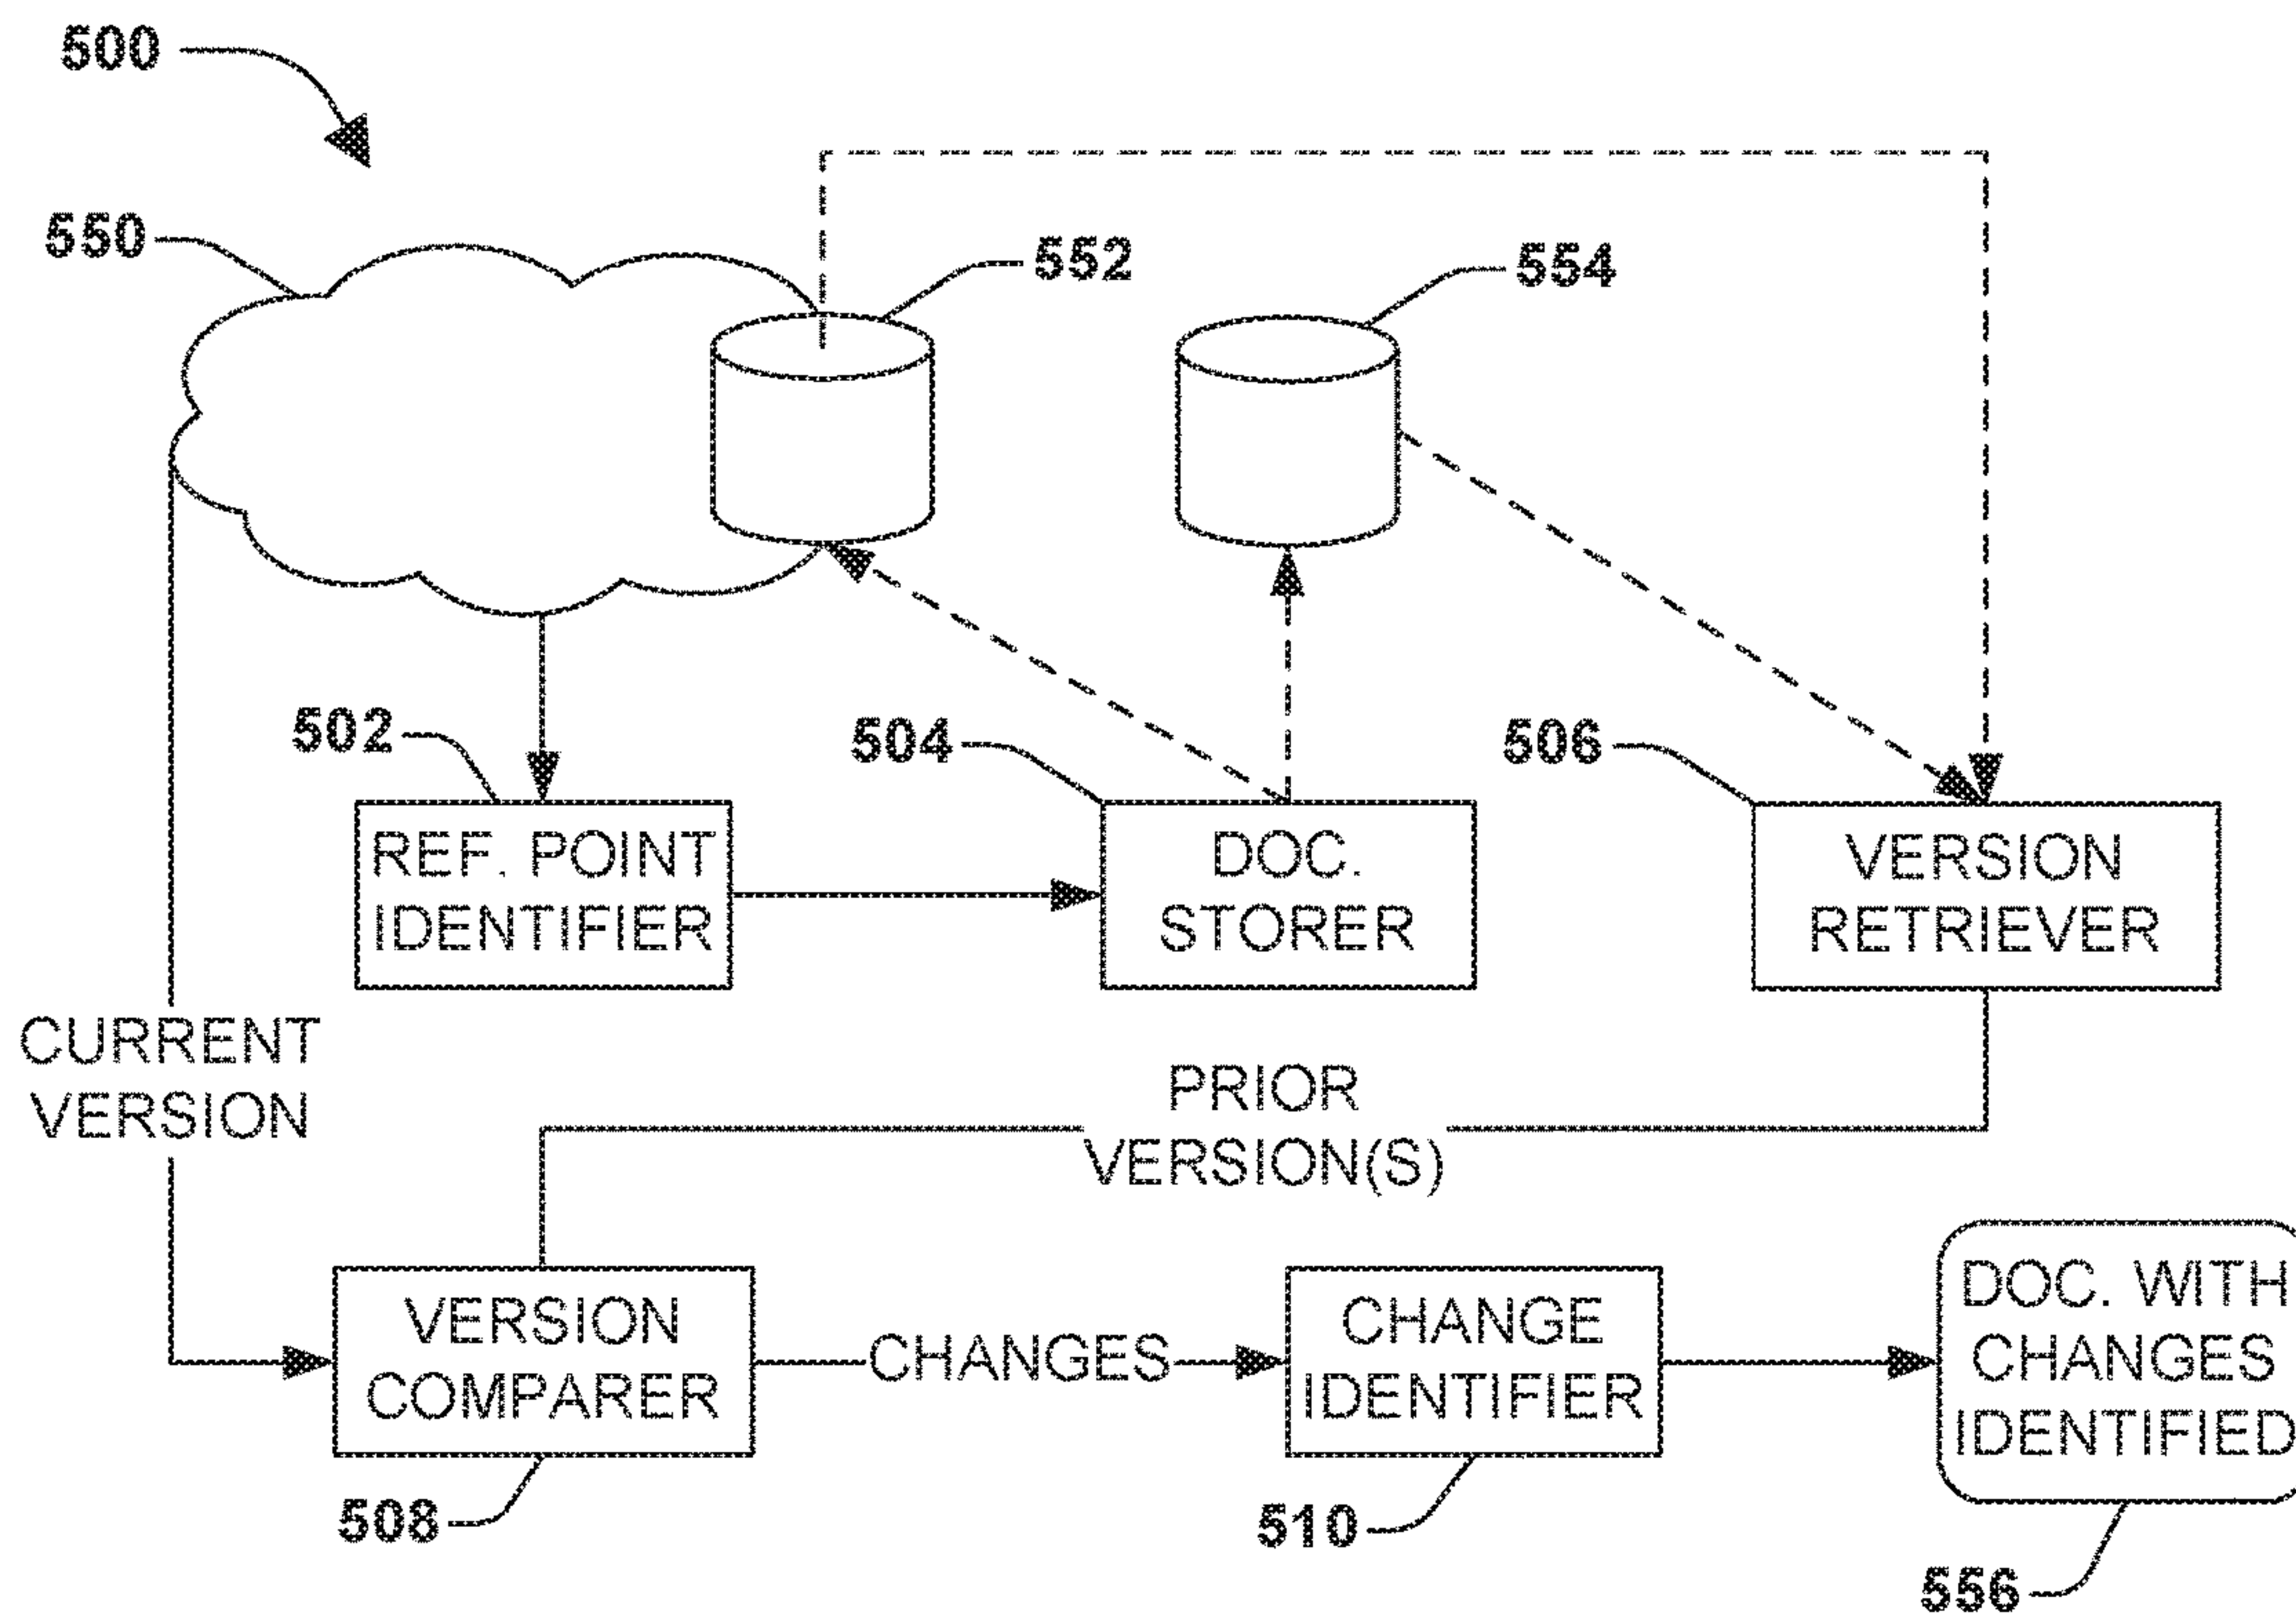 500
550
552
554
502
504
506
REF. POINT
IDENTIFIER
DOC.
STORER
VERSION
RETRIEVER
CURRENT
VERSION
PRIOR
VERSION(S)
VERSION
COMPARER
CHANGES
CHANGE
IDENTIFIER
DOC. WITH
CHANGES
IDENTIFIED
508
510
556